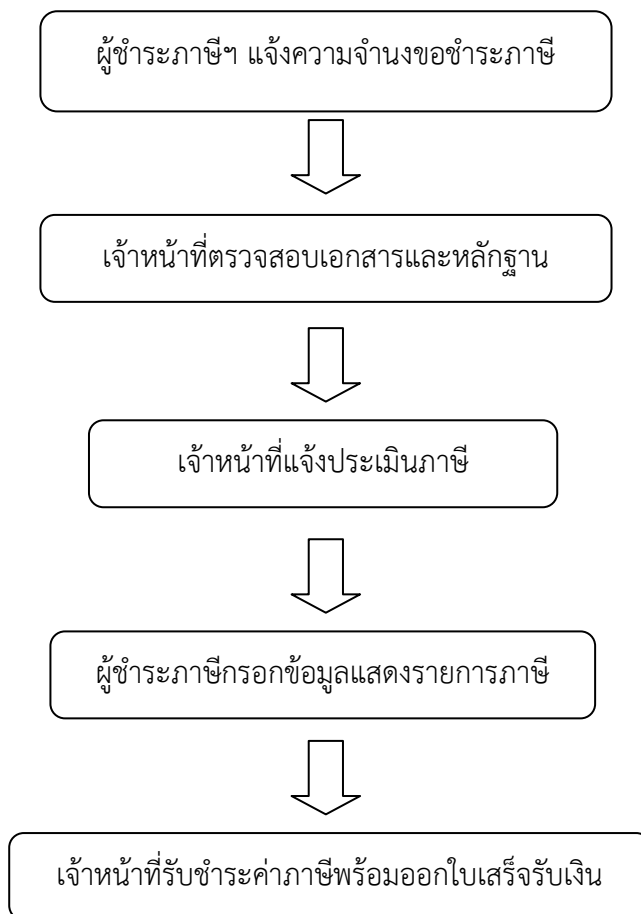 ผู้ชำระภาษีฯ แจ้งความจำนงขอชำระภาษี
เจ้าหน้าที่ตรวจสอบเอกสารและหลักฐาน
เจ้าหน้าที่แจ้งประเมินภาษี
ผู้ชำระภาษีกรอกข้อมูลแสดงรายการภาษี
เจ้าหน้าที่รับชำระค่าภาษีพร้อมออกใบเสร็จรับเงิน